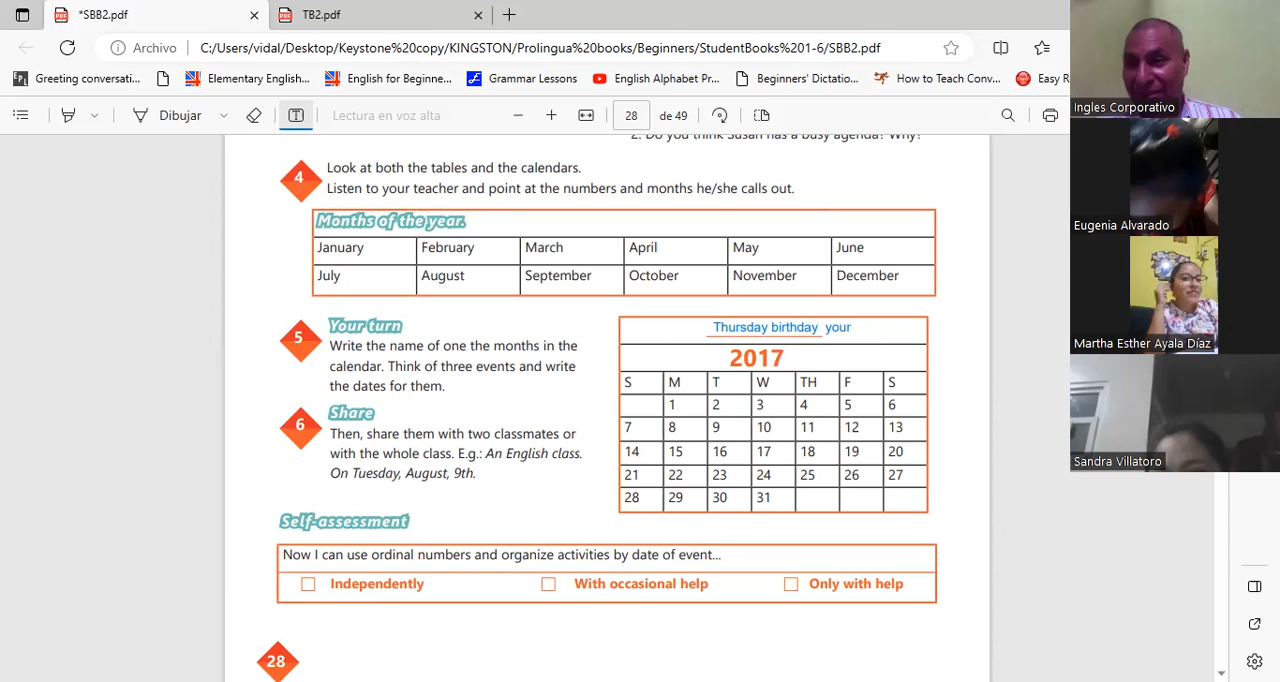 *SBB2.pdf
TB2.pdf
Archivo C:/Users/vidal/Desktop/Keystone%20copy/KINGSTON/Prolingua%20books/Beginners/StudentBooks%201-6/SBB2.pdf
Greeting conversati... Elementary English... English for Beginne... Grammar Lessons English Alphabet Pr... Beginners' Dictatio... How to Teach Conv... Easy R
Dibujar Lectura en voz alta 28 de 49
2. Do you think Susan has a busy agenda? Why?
4 Look at both the tables and the calendars.
Listen to your teacher and point at the numbers and months he/she calls out.
Months of the year.
January February March April May June
July August September October November December
5 Your turn
Write the name of one the months in the
calendar. Think of three events and write
the dates for them.
6 Share
Then, share them with two classmates or
with the whole class. E.g.: An English class.
On Tuesday, August, 9th.
Thursday birthday your
2017
S M T W TH F S
1 2 3 4 5 6
7 8 9 10 11 12 13
14 15 16 17 18 19 20
21 22 23 24 25 26 27
28 29 30 31
Self-assessment
Now I can use ordinal numbers and organize activities by date of event...
Independently With occasional help Only with help
28
Ingles Corporativo
Eugenia Alvarado
Martha Esther Ayala Díaz
Sandra Villatoro